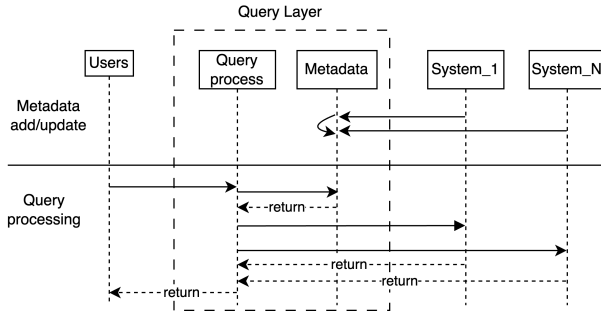 Query Layer
Users
Query
process
Metadata
System_1
System_N
Metadata
add/update
Query
processing
return
return
return
return